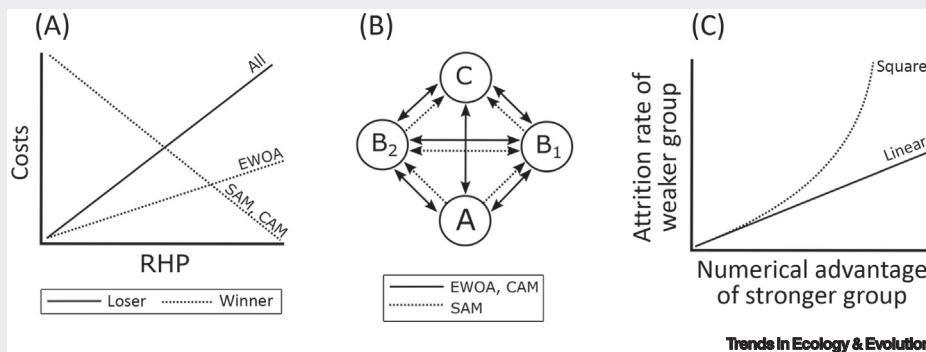 (A)
Costs
All
EWOA
SAM, CAM
RHP
Loser Winner
(B)
C
B2
B1
A
EWOA, CAM
SAM
(C)
Attrition rate of
weaker group
Square
Linear
Numerical advantage
of stronger group
Trends in Ecology & Evolution